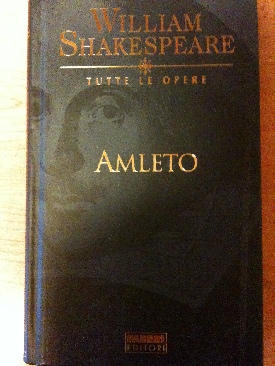 WILLIAM
SHAKESPEARE
TUTTE LE OPERE
AMLETO
EDITORI